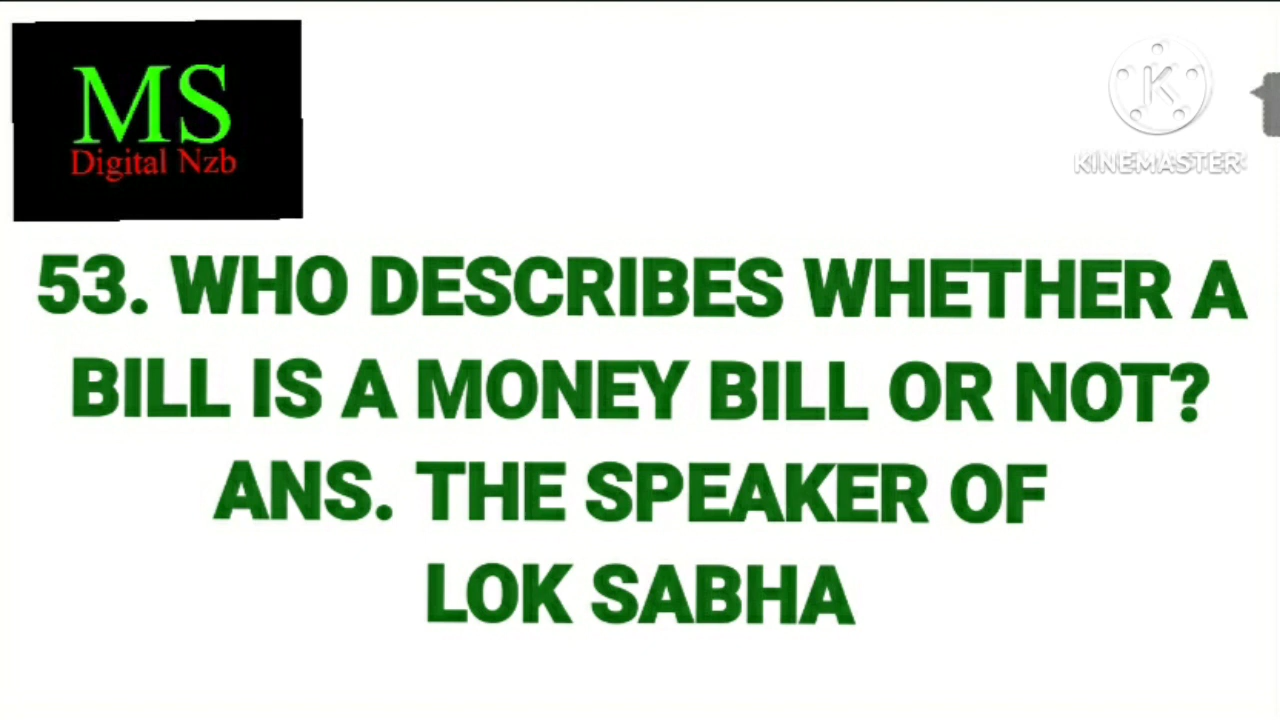 MS
Digital Nzb
KINEMASTER
53. WHO DESCRIBES WHETHER A
BILL IS A MONEY BILL OR NOT?
ANS. THE SPEAKER OF
LOK SABHA